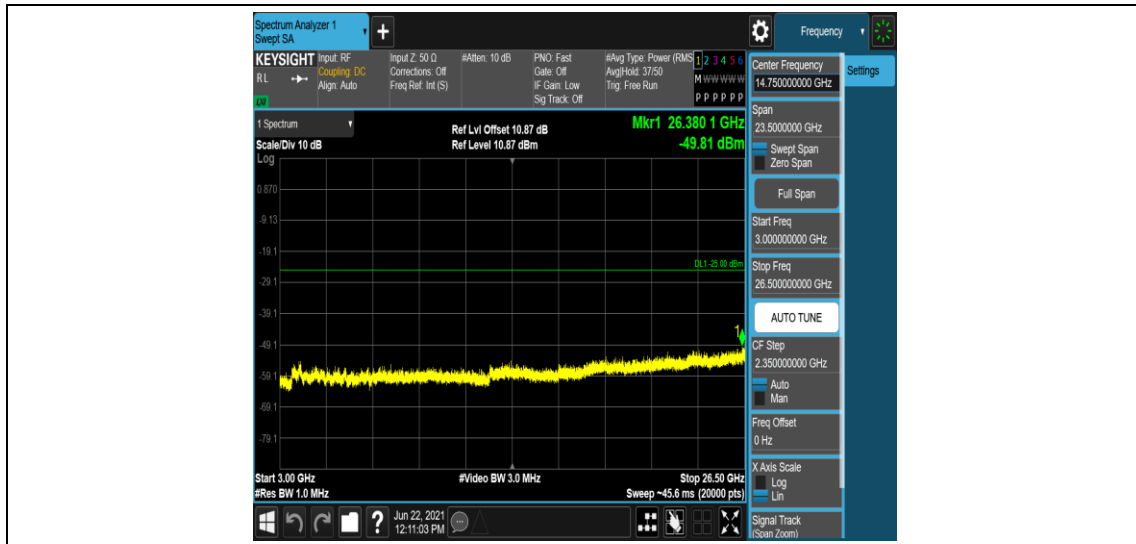 Spectrum Analyzer 1
Swept SA
+
Frequency
KEYSIGHT
RL
LXI
Input: RF
Coupling: DC
Align: Auto
Input Z: 50 Ω
Corrections: Off
Freq Ref: Int (S)
#Atten: 10 dB
PNO: Fast
Gate: Off
IF Gain: Low
Sig Track: Off
#Avg Type: Power (RMS
Avg|Hold: 37/50
Trig: Free Run
1 2 3 4 5 6
M W W W W W
P P P P P P
1 Spectrum
Scale/Div 10 dB
Log
Ref Lvl Offset 10.87 dB
Ref Level 10.87 dBm
Mkr1 26.380 1 GHz
-49.81 dBm
0.870
-9.13
-19.1
DL1 -25.00 dBm
-29.1
-39.1
1
-49.1
-59.1
-69.1
-79.1
Start 3.00 GHz
#Res BW 1.0 MHz
#Video BW 3.0 MHz
Stop 26.50 GHz
Sweep ~45.6 ms (20000 pts)
?
Jun 22, 2021
12:11:03 PM
Center Frequency
14.750000000 GHz
Settings
Span
23.5000000 GHz
Swept Span
Zero Span
Full Span
Start Freq
3.000000000 GHz
Stop Freq
26.500000000 GHz
AUTO TUNE
CF Step
2.350000000 GHz
Auto
Man
Freq Offset
0 Hz
X Axis Scale
Log
Lin
Signal Track
(Span Zoom)